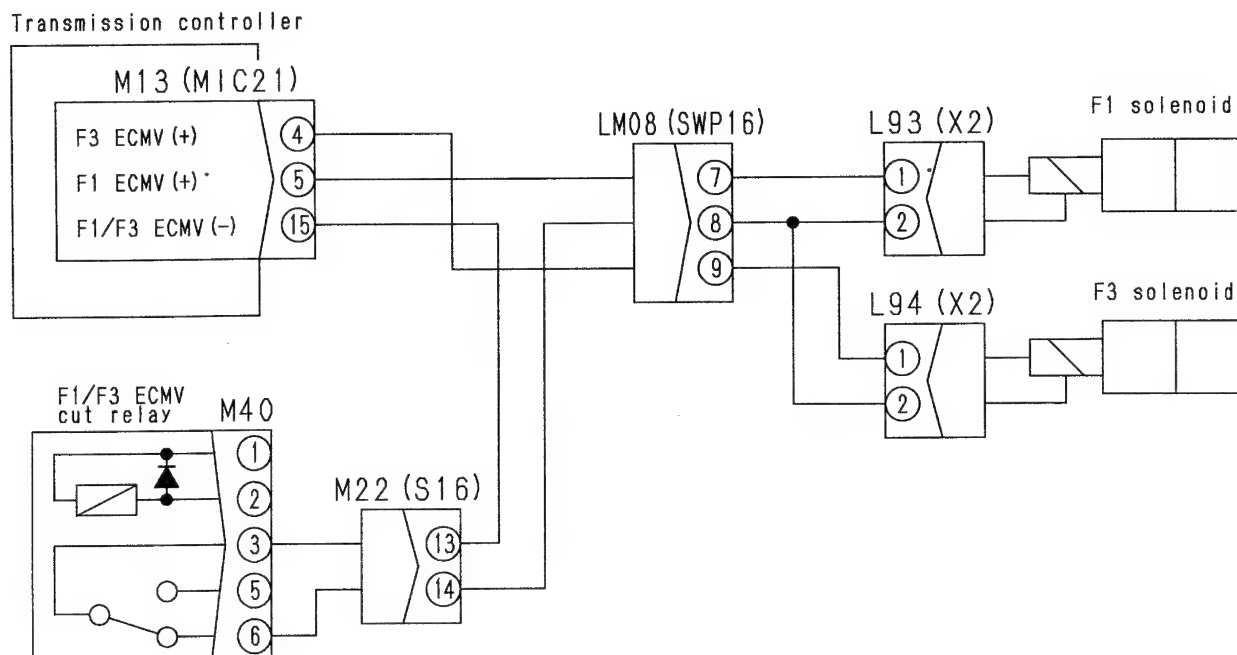 Transmission controller
M13 (MIC21)
F3 ECMV (+) 4
F1 ECMV (+) 5
F1/F3 ECMV (-) 15
LM08 (SWP16)
7
8
9
L93 (X2)
1
2
F1 solenoid
L94 (X2)
1
2
F3 solenoid
F1/F3 ECMV
cut relay
M40
1
2
3
5
6
M22 (S16)
13
14